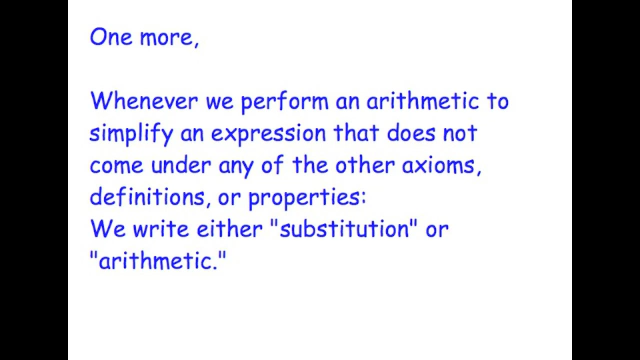 One more,
Whenever we perform an arithmetic to
simplify an expression that does not
come under any of the other axioms,
definitions, or properties:
We write either "substitution" or
"arithmetic."